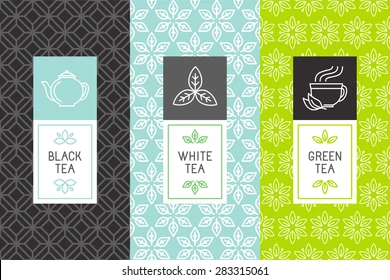 BLACK
TEA
WHITE
TEA
GREEN
TEA
shutterstock.com · 283315061